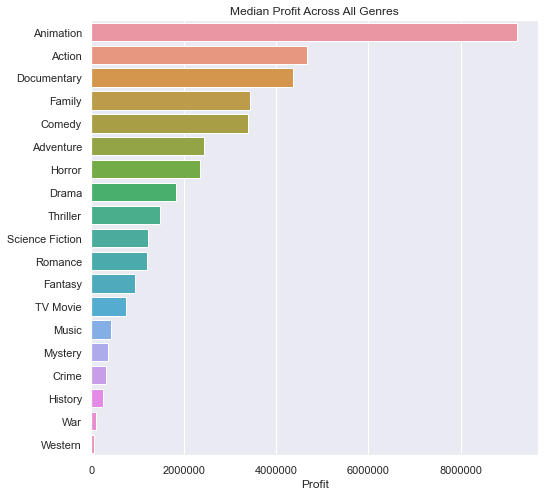 Median Profit Across All Genres
Animation
Action
Documentary
Family
Comedy
Adventure
Horror
Drama
Thriller
Science Fiction
Romance
Fantasy
TV Movie
Music
Mystery
Crime
History
War
Western
0 2000000 4000000 6000000 8000000
Profit